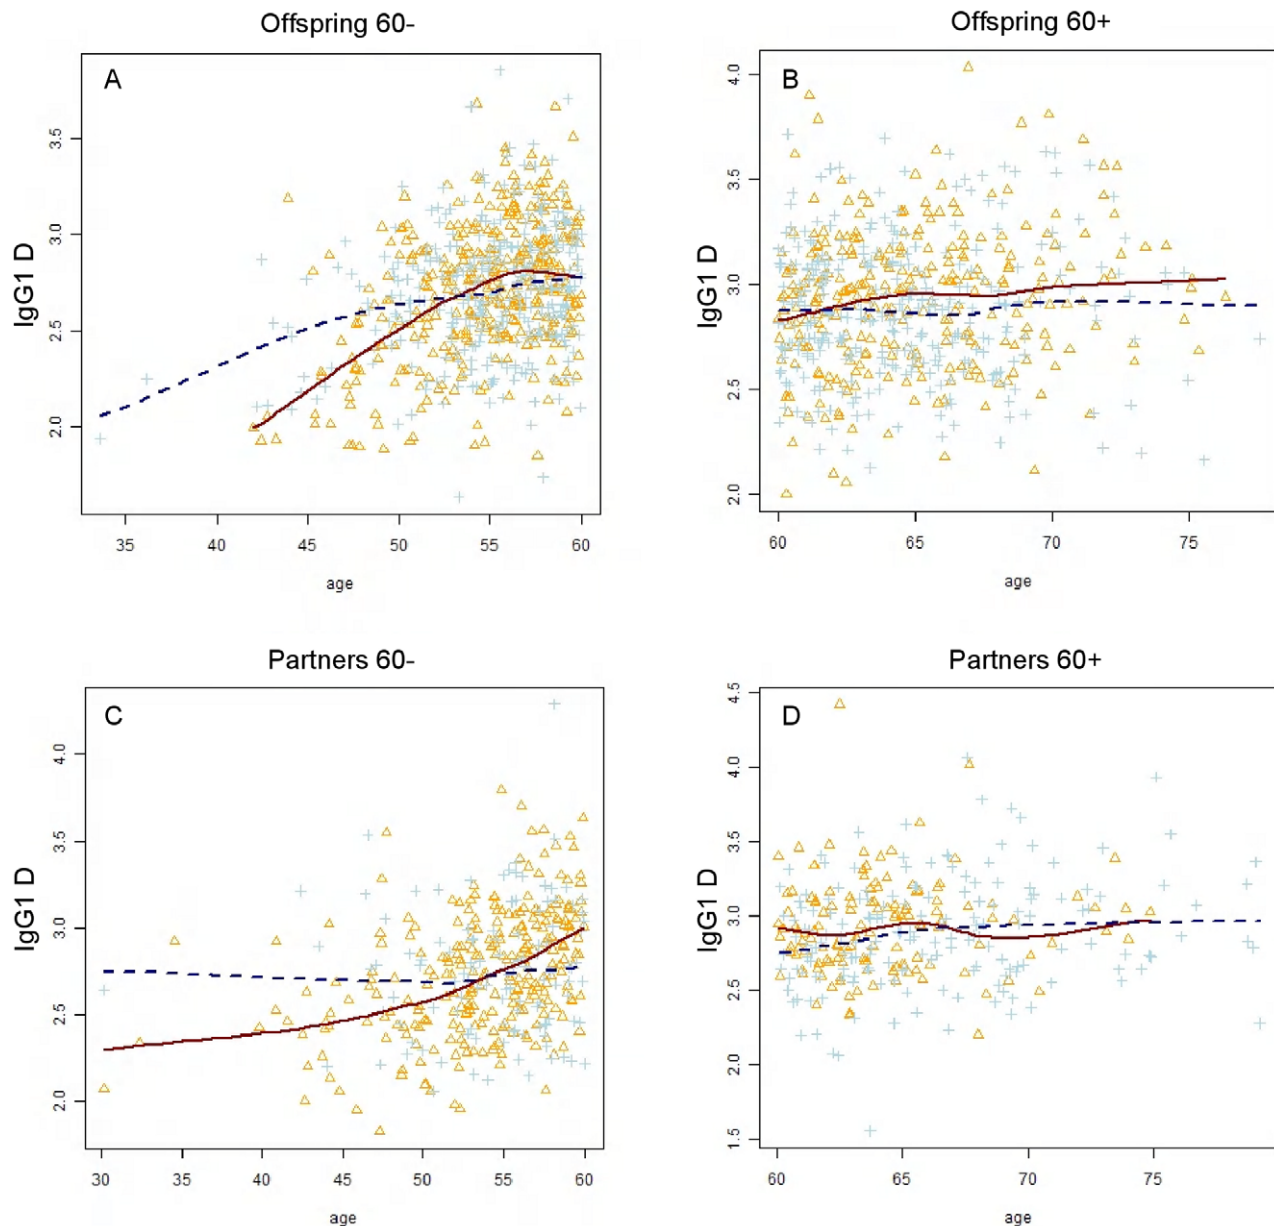 Offspring 60-
A
IgG1 D
3.5
3.0
2.5
2.0
35 40 45 50 55 60
age
Offspring 60+
B
IgG1 D
4.0
3.5
3.0
2.5
2.0
60 65 70 75
age
Partners 60-
C
IgG1 D
4.0
3.5
3.0
2.5
2.0
30 35 40 45 50 55 60
age
Partners 60+
D
IgG1 D
4.5
4.0
3.5
3.0
2.5
2.0
1.5
60 65 70 75
age